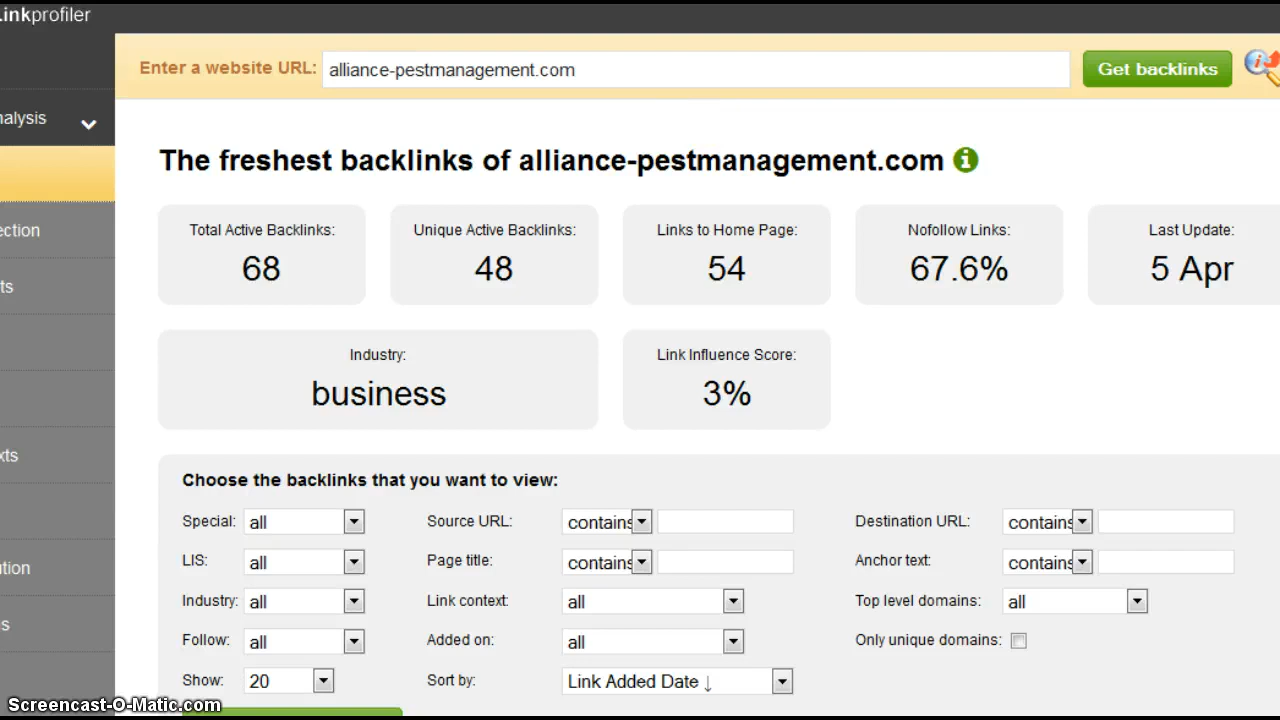 Linkprofiler
Enter a website URL: alliance-pestmanagement.com Get backlinks
nalysis
The freshest backlinks of alliance-pestmanagement.com
Total Active Backlinks: Unique Active Backlinks: Links to Home Page: Nofollow Links: Last Update:
68 48 54 67.6% 5 Apr
ection
ts
Industry: Link Influence Score:
business 3%
xts
Choose the backlinks that you want to view:
Special: all Source URL: contains Destination URL: contains
LIS: all Page title: contains Anchor text: contains
ution
Industry: all Link context: all Top level domains: all
s
Follow: all Added on: all Only unique domains:
Show: 20 Sort by: Link Added Date ↓
Screencast-O-Matic.com